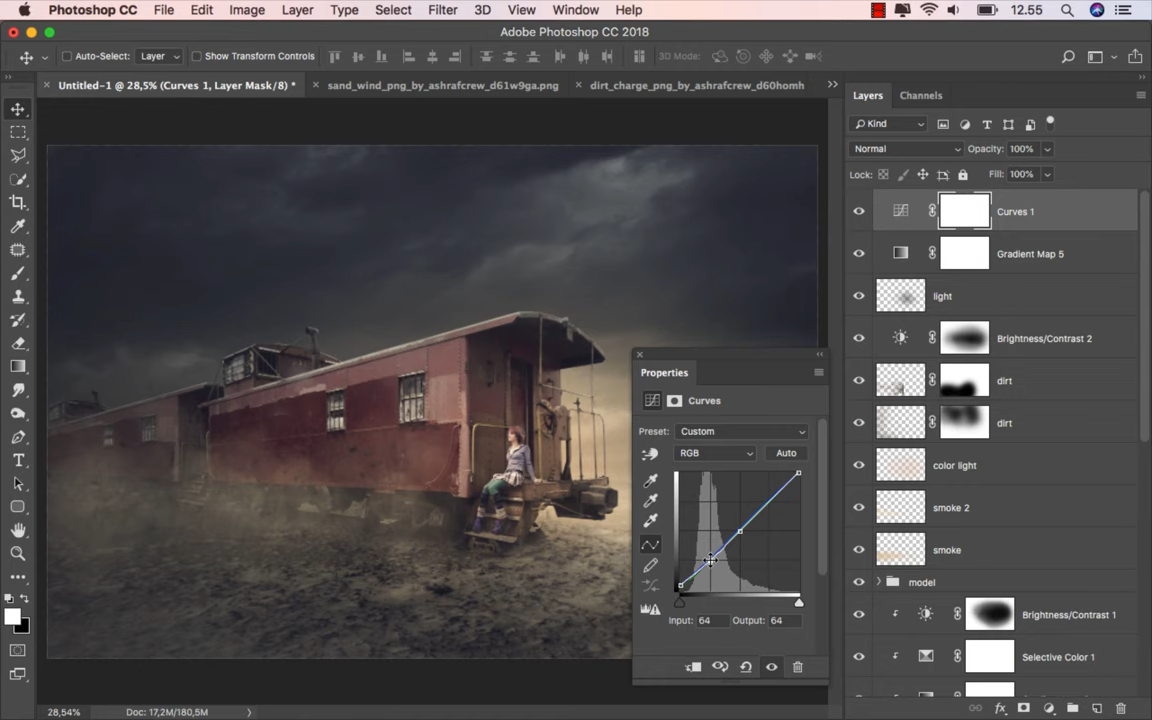 Photoshop CC File Edit Image Layer Type Select Filter 3D View Window Help 12.55
Adobe Photoshop CC 2018
Auto-Select: Layer Show Transform Controls 3D Mode:
Untitled-1 @ 28,5% (Curves 1, Layer Mask/8) * sand_wind_png_by_ashrafcrew_d61w9ga.png dirt_charge_png_by_ashrafcrew_d60homh
Layers Channels
Kind
Normal Opacity: 100%
Lock: Fill: 100%
Curves 1
Gradient Map 5
light
Brightness/Contrast 2
dirt
dirt
color light
smoke 2
smoke
model
Brightness/Contrast 1
Selective Color 1
Properties
Curves
Preset: Custom
RGB Auto
Input: 64 Output: 64
28,54% Doc: 17,2M/180,5M